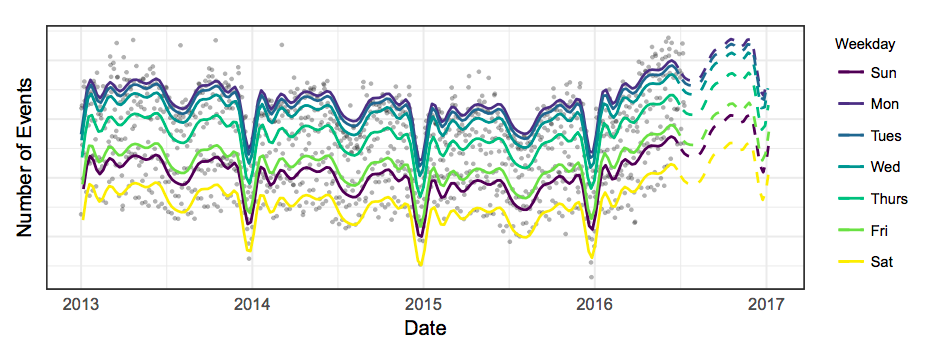 Number of Events
2013 2014 2015 2016 2017
Date
Weekday
Sun
Mon
Tues
Wed
Thurs
Fri
Sat